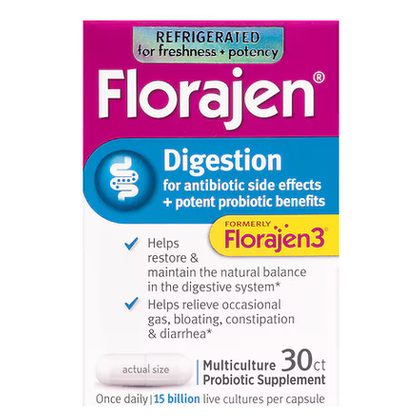 REFRIGERATED
for freshness + potency
Florajen®
Digestion
for antibiotic side effects
+ potent probiotic benefits
FORMERLY
Florajen3®
Helps
restore &
maintain the natural balance
in the digestive system*
Helps relieve occasional
gas, bloating, constipation
& diarrhea*
actual size
Multiculture 30ct
Probiotic Supplement
Once daily | 15 billion live cultures per capsule